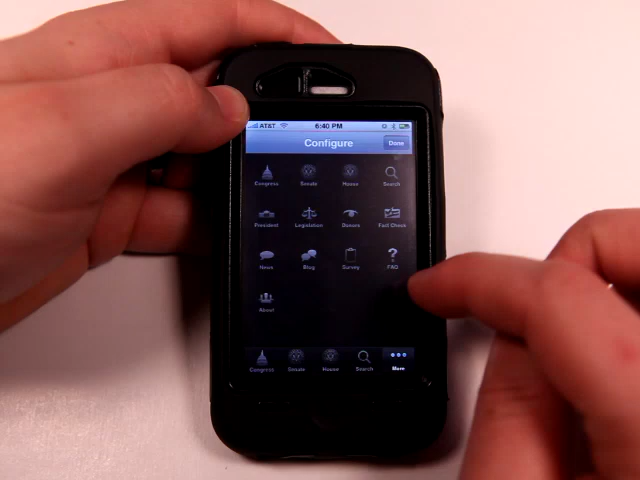 AT&T 6:40 PM
Configure Done
Congress Senate House Search
President Legislation Donors Fact Check
News Blog Survey FAQ
About
Congress Senate House Search More